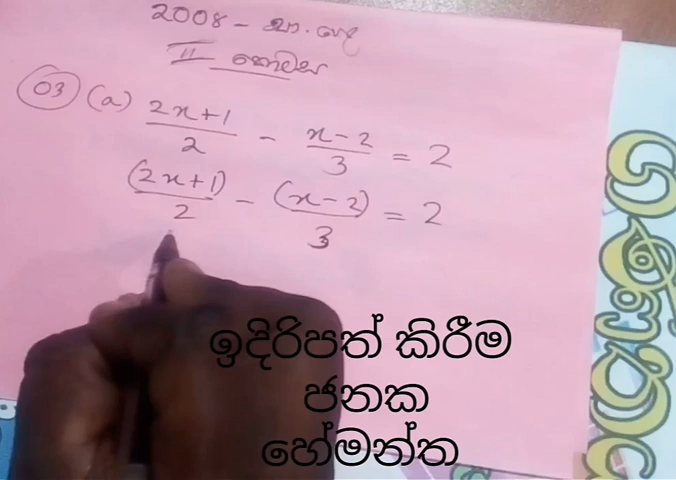 2008 - සා. පෙළ
II කොටස
03 (a) (2x+1)/2 - (x-2)/3 = 2
(2x+1)/2 - (x-2)/3 = 2
ඉදිරිපත් කිරීම
ජනක
හේමන්ත